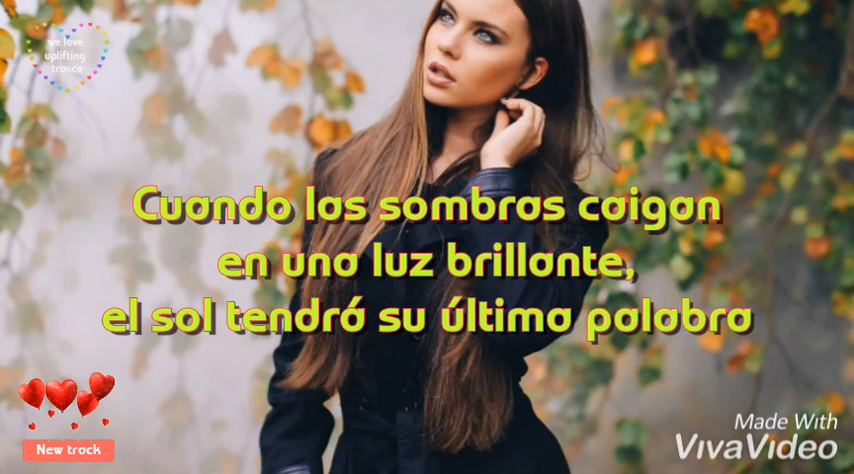 we love
uplifting
trance
Cuando las sombras caigan
en una luz brillante,
el sol tendrá su última palabra
New track
Made With
VivaVideo